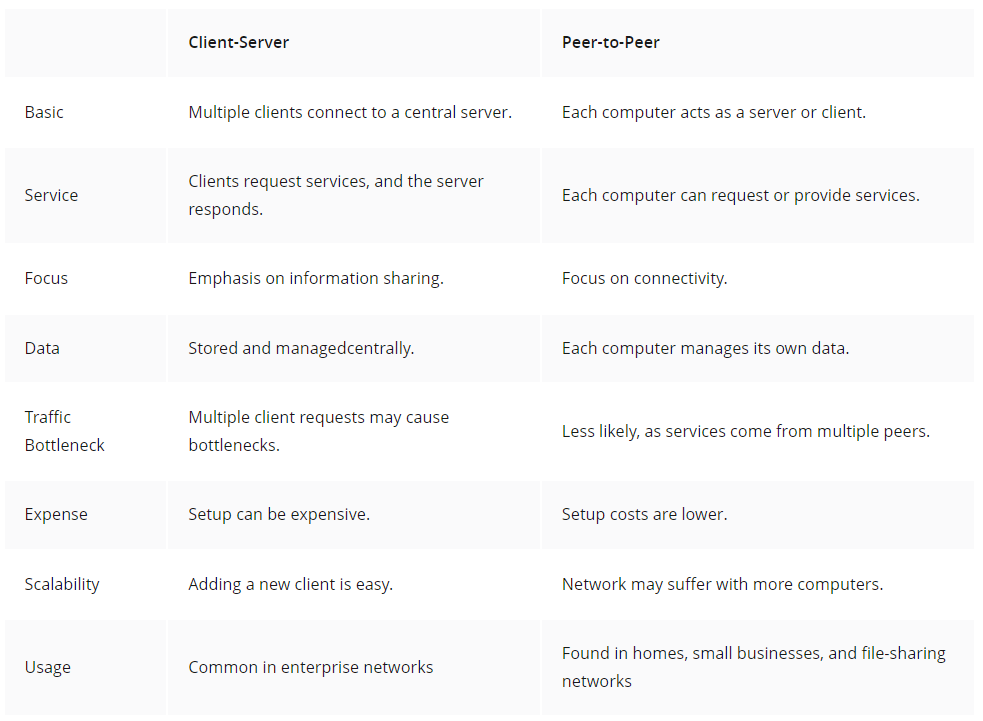 Client-Server Peer-to-Peer
Basic Multiple clients connect to a central server. Each computer acts as a server or client.
Service Clients request services, and the server
responds. Each computer can request or provide services.
Focus Emphasis on information sharing. Focus on connectivity.
Data Stored and managedcentrally. Each computer manages its own data.
Traffic
Bottleneck Multiple client requests may cause
bottlenecks. Less likely, as services come from multiple peers.
Expense Setup can be expensive. Setup costs are lower.
Scalability Adding a new client is easy. Network may suffer with more computers.
Usage Common in enterprise networks Found in homes, small businesses, and file-sharing
networks